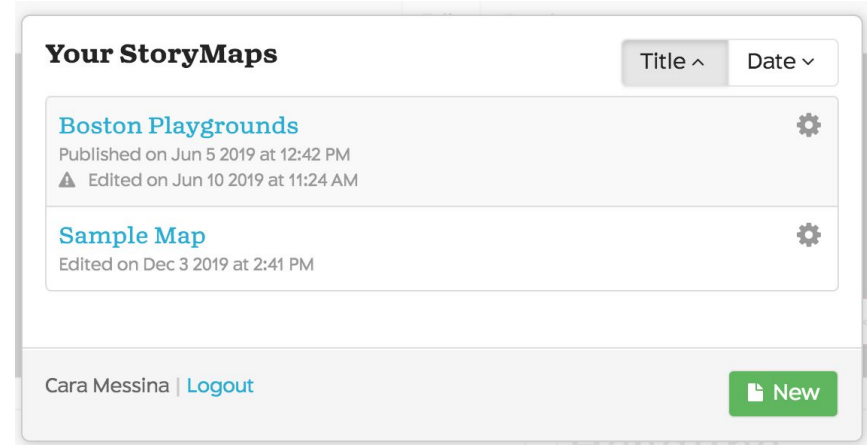 Your StoryMaps
Title
Date
Boston Playgrounds
Published on Jun 5 2019 at 12:42 PM
Edited on Jun 10 2019 at 11:24 AM
Sample Map
Edited on Dec 3 2019 at 2:41 PM
Cara Messina | Logout
New